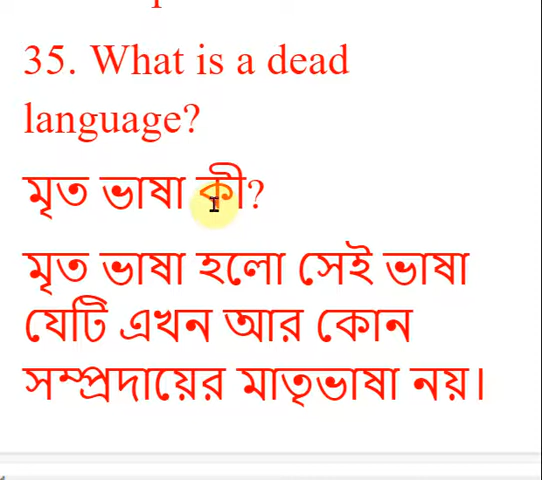 35. What is a dead
language?
মৃত ভাষা কী?
মৃত ভাষা হলো সেই ভাষা
যেটি এখন আর কোন
সম্প্রদায়ের মাতৃভাষা নয়।